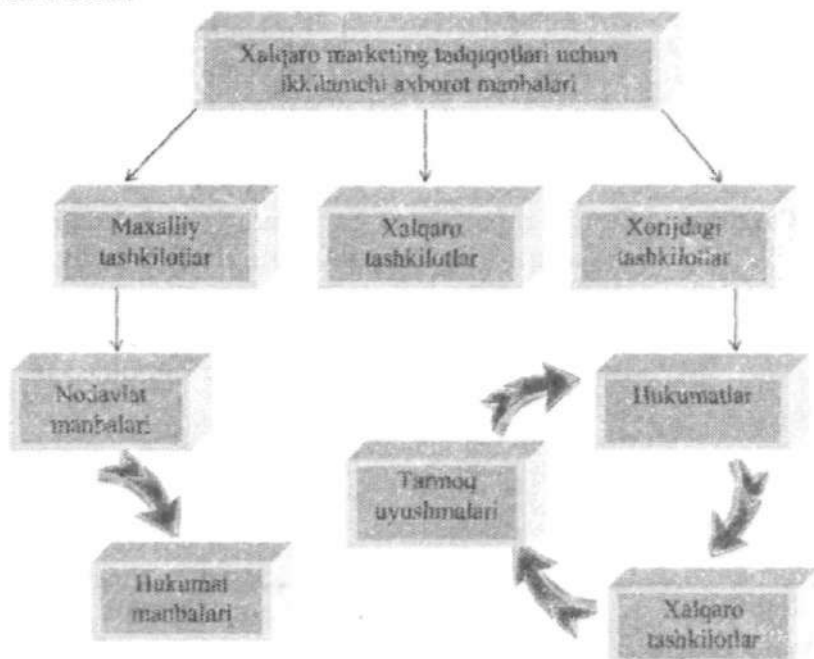 Xalqaro marketing tadqiqotlari uchun
ikkilamchi axborot manbalari
Maxalliy
tashkilotlar
Xalqaro
tashkilotlar
Xorijdagi
tashkilotlar
Nodavlat
manbalari
Hukumatlar
Tarmoq
uyushmalari
Hukumat
manbalari
Xalqaro
tashkilotlar